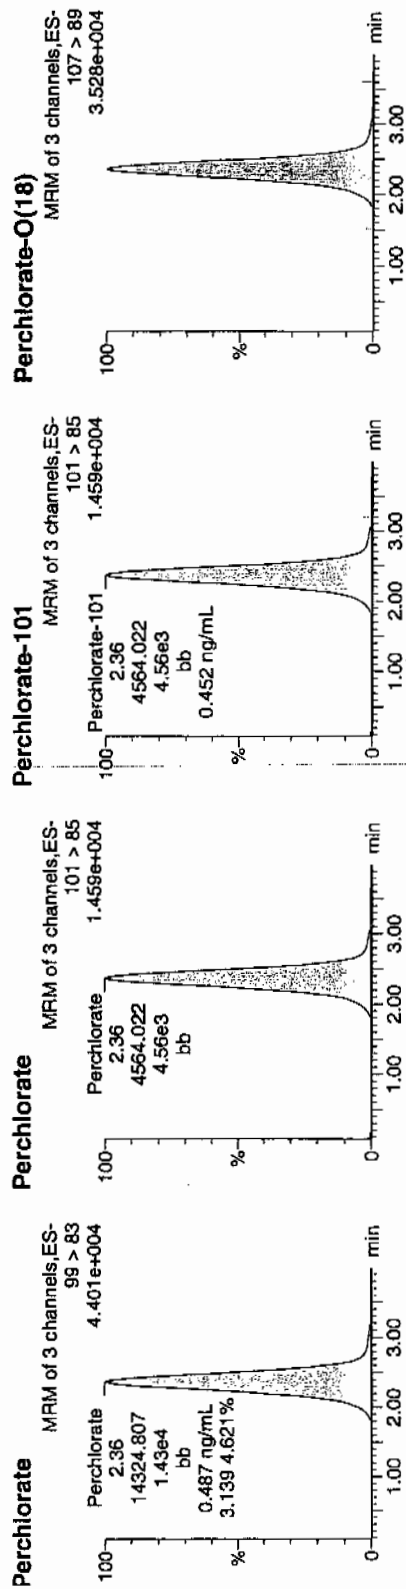 Perchlorate
MRM of 3 channels,ES-
99 > 83
4.401e+004
100
Perchlorate
2.36
14324.807
1.43e4
bb
0.487 ng/mL
3.139 4.621%
%
0
1.00
2.00
3.00
min
Perchlorate
MRM of 3 channels,ES-
101 > 85
1.459e+004
100
Perchlorate
2.36
4564.022
4.56e3
bb
%
0
1.00
2.00
3.00
min
Perchlorate-101
MRM of 3 channels,ES-
101 > 85
1.459e+004
100
Perchlorate-101
2.36
4564.022
4.56e3
bb
0.452 ng/mL
%
0
1.00
2.00
3.00
min
Perchlorate-O(18)
MRM of 3 channels,ES-
107 > 89
3.528e+004
100
%
0
1.00
2.00
3.00
min